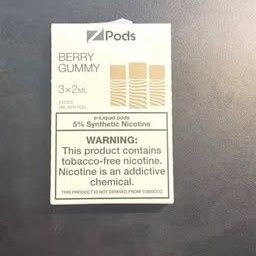 ZPods
BERRY
GUMMY
3×2ML
e-Liquid pods
5% Synthetic Nicotine
WARNING:
This product contains
tobacco-free nicotine.
Nicotine is an addictive
chemical.
THIS PRODUCT IS NOT DERIVED FROM TOBACCO